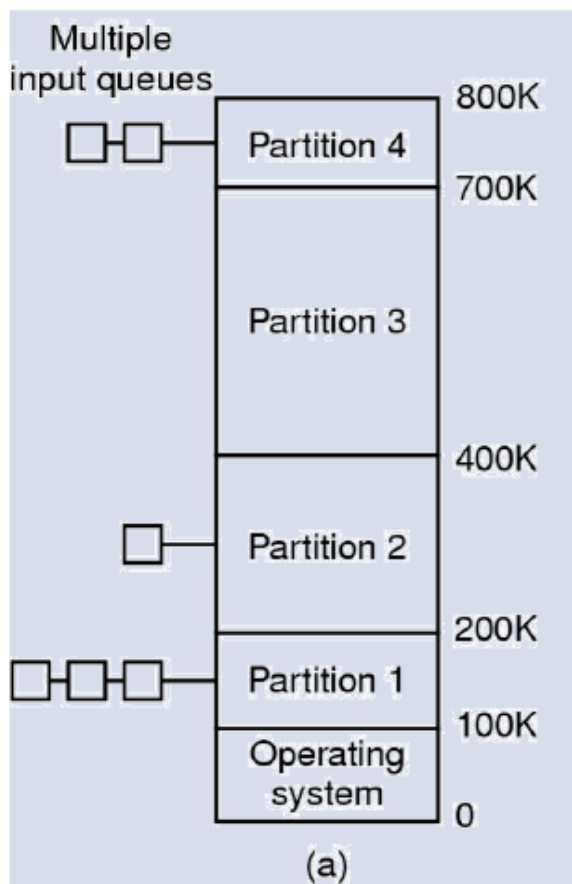 Multiple
input queues
800K
Partition 4
700K
Partition 3
400K
Partition 2
200K
Partition 1
100K
Operating
system
0
(a)